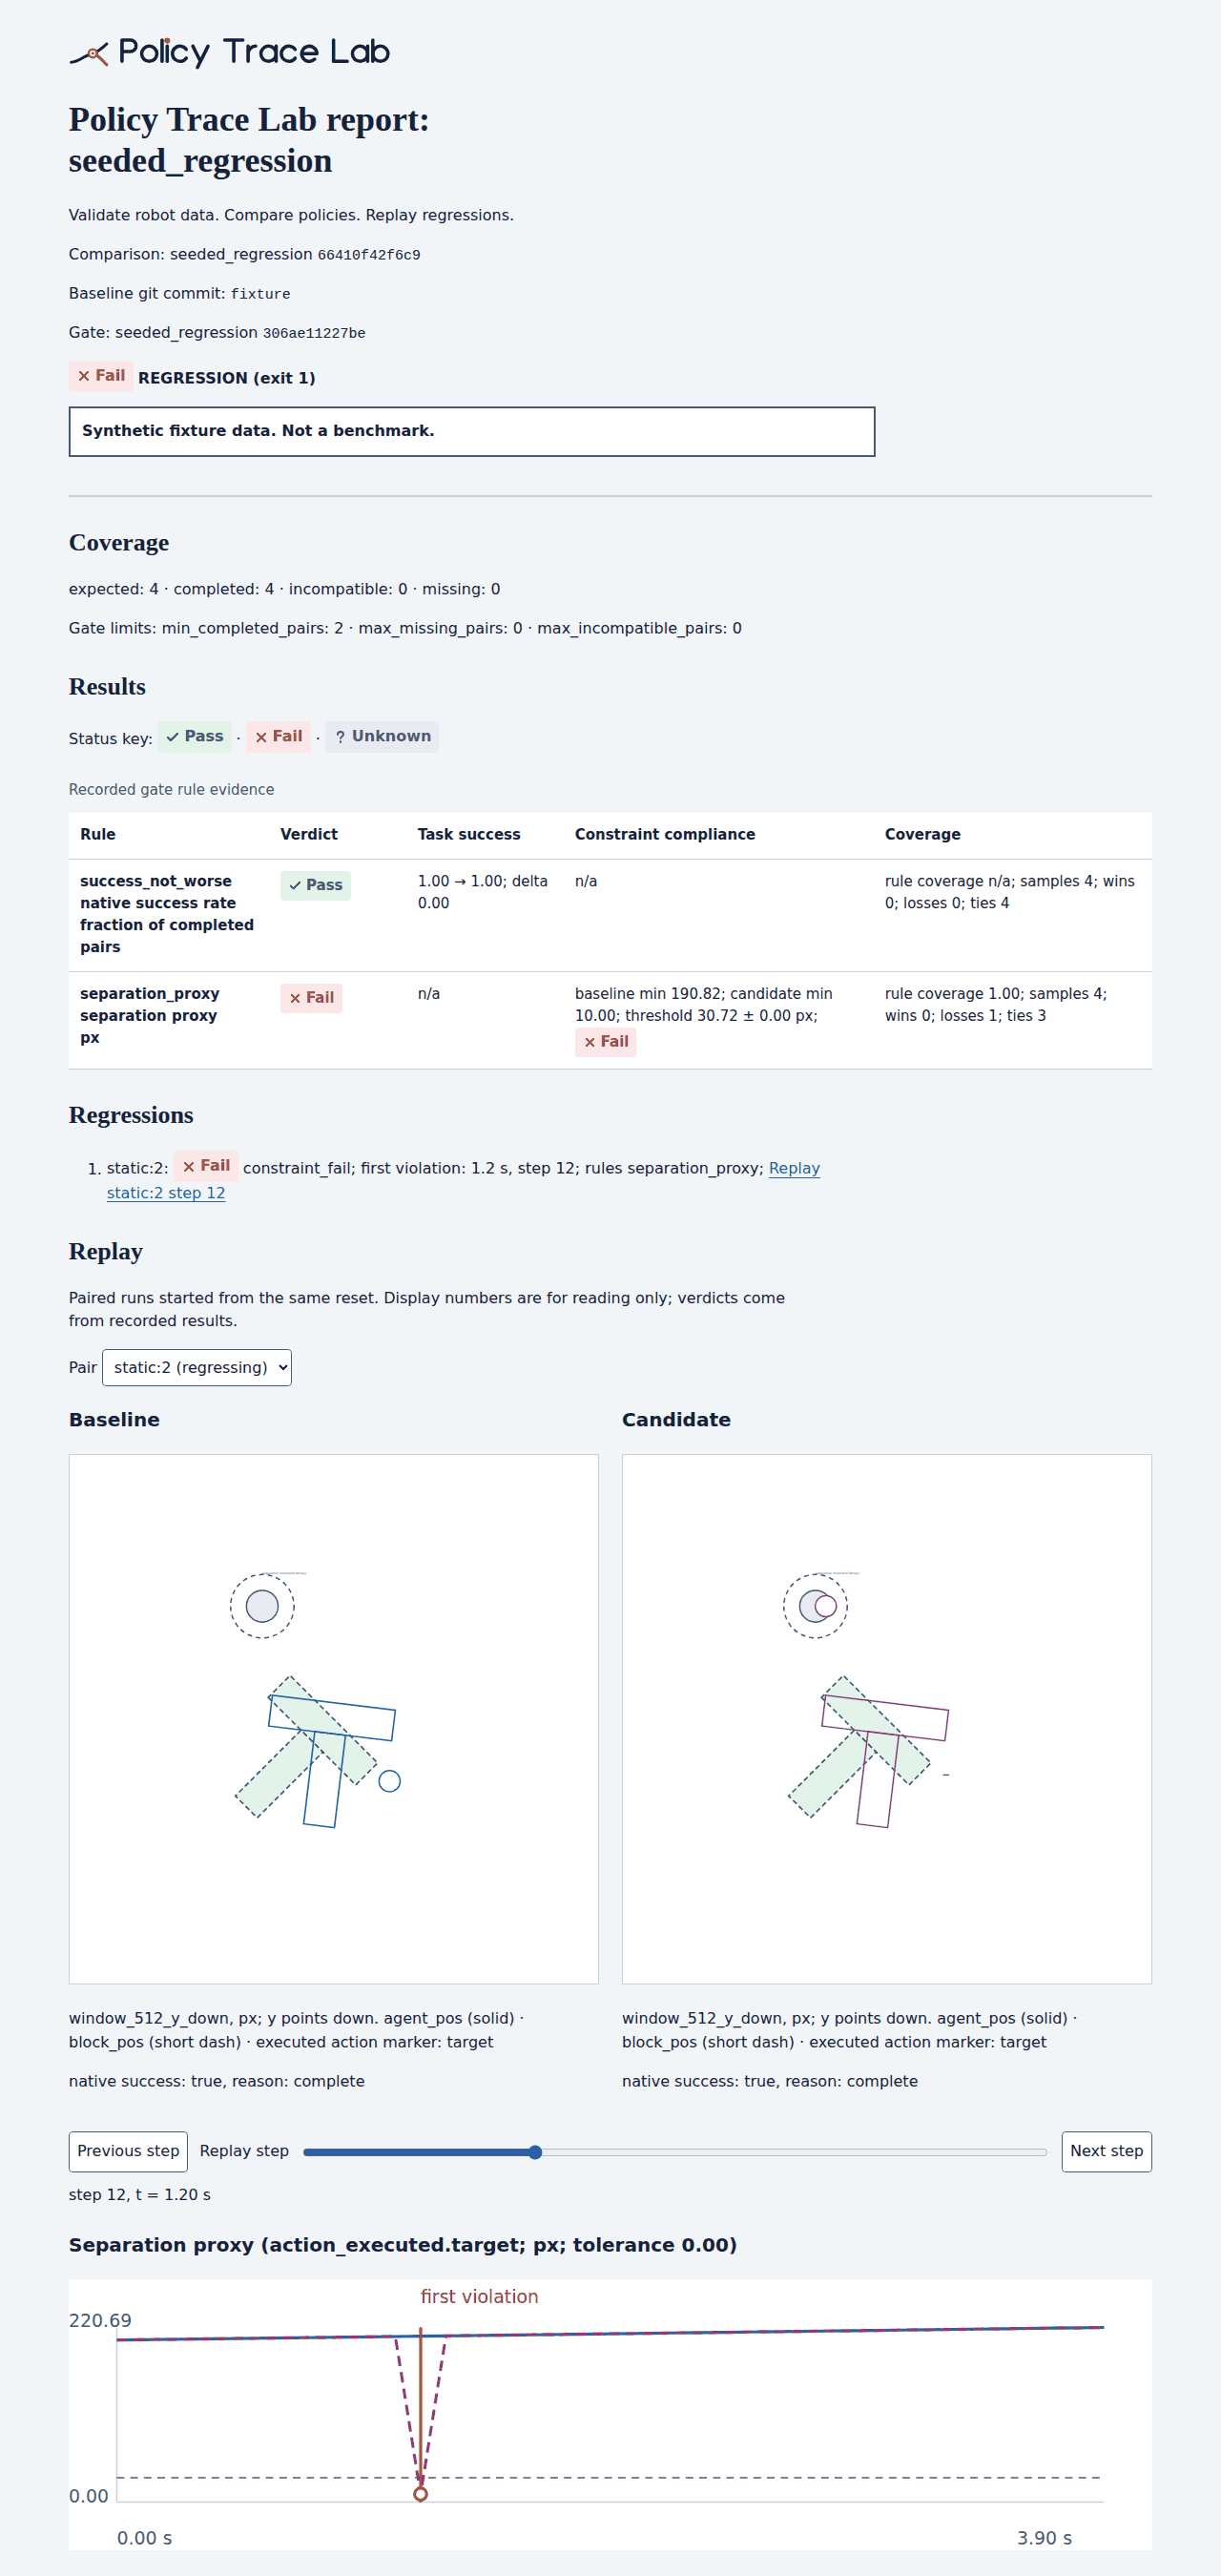 Policy Trace Lab
Policy Trace Lab report:
seeded_regression
Validate robot data. Compare policies. Replay regressions.
Comparison: seeded_regression 66410f42f6c9
Baseline git commit: fixture
Gate: seeded_regression 306ae11227be
Fail REGRESSION (exit 1)
Synthetic fixture data. Not a benchmark.
Coverage
expected: 4 · completed: 4 · incompatible: 0 · missing: 0
Gate limits: min_completed_pairs: 2 · max_missing_pairs: 0 · max_incompatible_pairs: 0
Results
Status key: Pass · Fail · ? Unknown
Recorded gate rule evidence
Rule Verdict Task success Constraint compliance Coverage
success_not_worse
native success rate
fraction of completed
pairs
Pass
1.00 → 1.00; delta
0.00
n/a
rule coverage n/a; samples 4; wins
0; losses 0; ties 4
separation_proxy
separation proxy
px
Fail
n/a
baseline min 190.82; candidate min
10.00; threshold 30.72 ± 0.00 px;
Fail
rule coverage 1.00; samples 4;
wins 0; losses 1; ties 3
Regressions
1. static:2: Fail constraint_fail; first violation: 1.2 s, step 12; rules separation_proxy; Replay
static:2 step 12
Replay
Paired runs started from the same reset. Display numbers are for reading only; verdicts come
from recorded results.
Pair static:2 (regressing)
Baseline
Candidate
window_512_y_down, px; y points down. agent_pos (solid) ·
block_pos (short dash) · executed action marker: target
native success: true, reason: complete
window_512_y_down, px; y points down. agent_pos (solid) ·
block_pos (short dash) · executed action marker: target
native success: true, reason: complete
Previous step Replay step Next step
step 12, t = 1.20 s
Separation proxy (action_executed.target; px; tolerance 0.00)
first violation
220.69
0.00
0.00 s 3.90 s